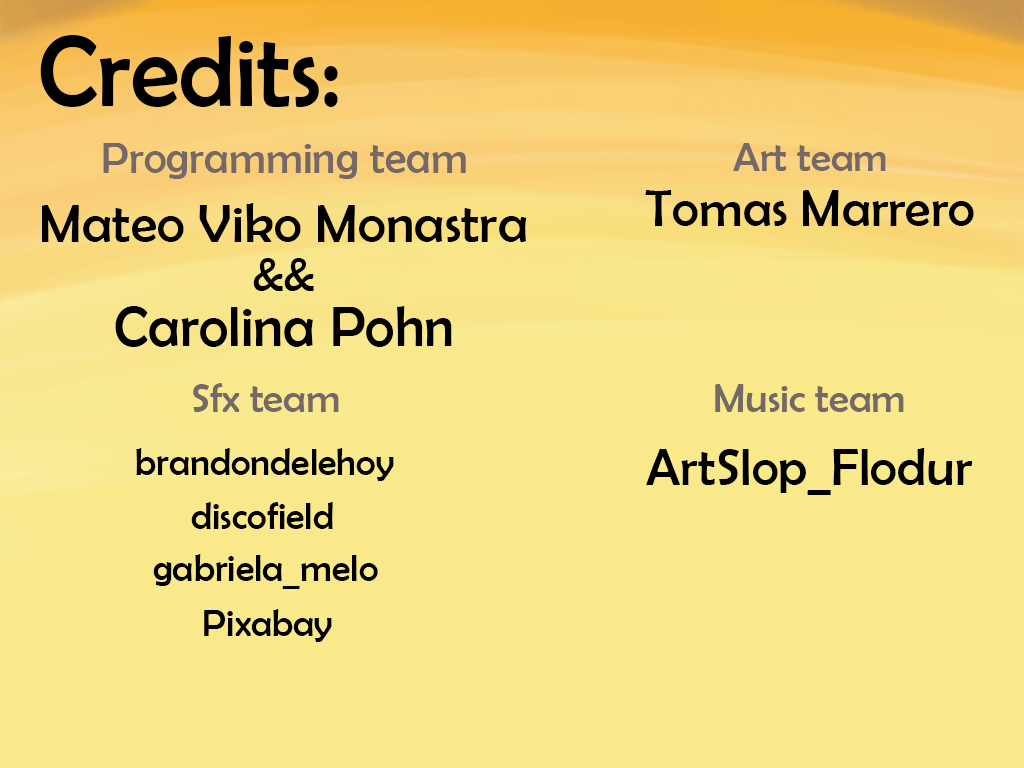 Credits:
Programming team
Mateo Viko Monastra
&&
Carolina Pohn
Art team
Tomas Marrero
Sfx team
brandondelehoy
discofield
gabriela_melo
Pixabay
Music team
ArtSlop_Flodur